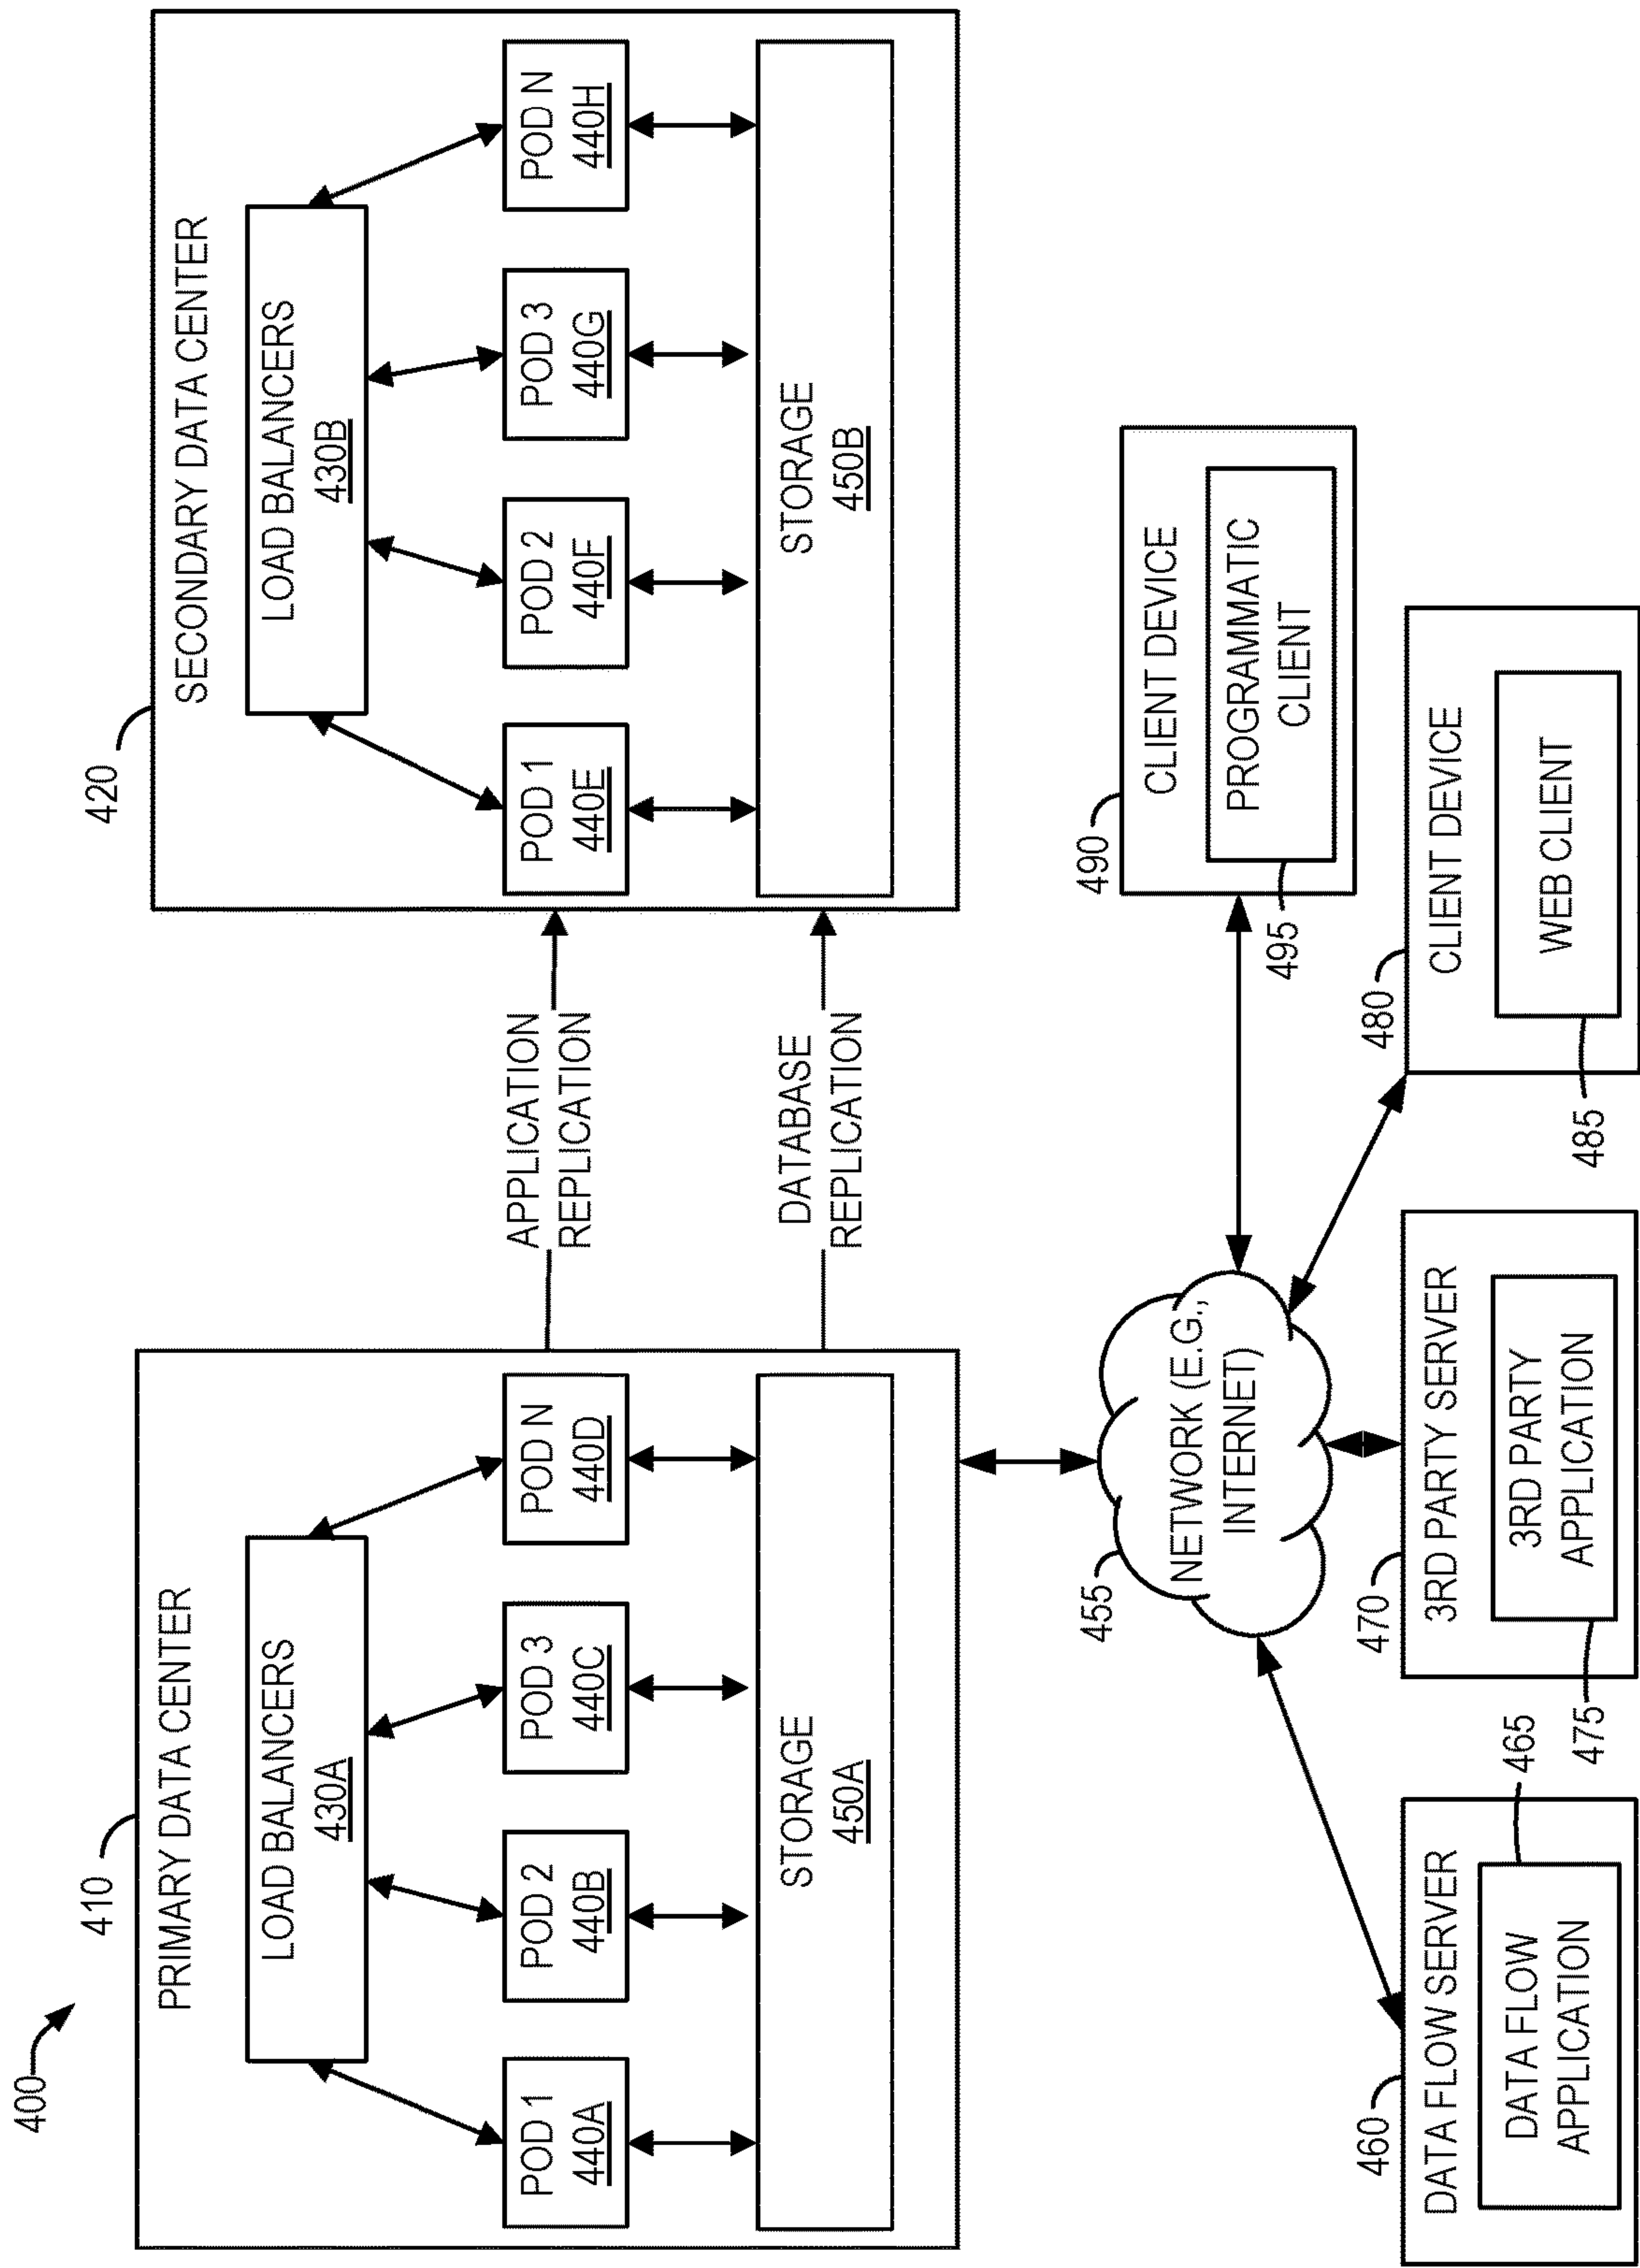 400
410
PRIMARY DATA CENTER
LOAD BALANCERS
430A
POD 1
440A
POD 2
440B
POD 3
440C
POD N
440D
STORAGE
450A
APPLICATION
REPLICATION
DATABASE
REPLICATION
420
SECONDARY DATA CENTER
LOAD BALANCERS
430B
POD 1
440E
POD 2
440F
POD 3
440G
POD N
440H
STORAGE
450B
455
NETWORK (E.G.,
INTERNET)
460
DATA FLOW SERVER
DATA FLOW
APPLICATION
465
470
3RD PARTY SERVER
3RD PARTY
APPLICATION
475
480
CLIENT DEVICE
WEB CLIENT
485
490
CLIENT DEVICE
PROGRAMMATIC
CLIENT
495